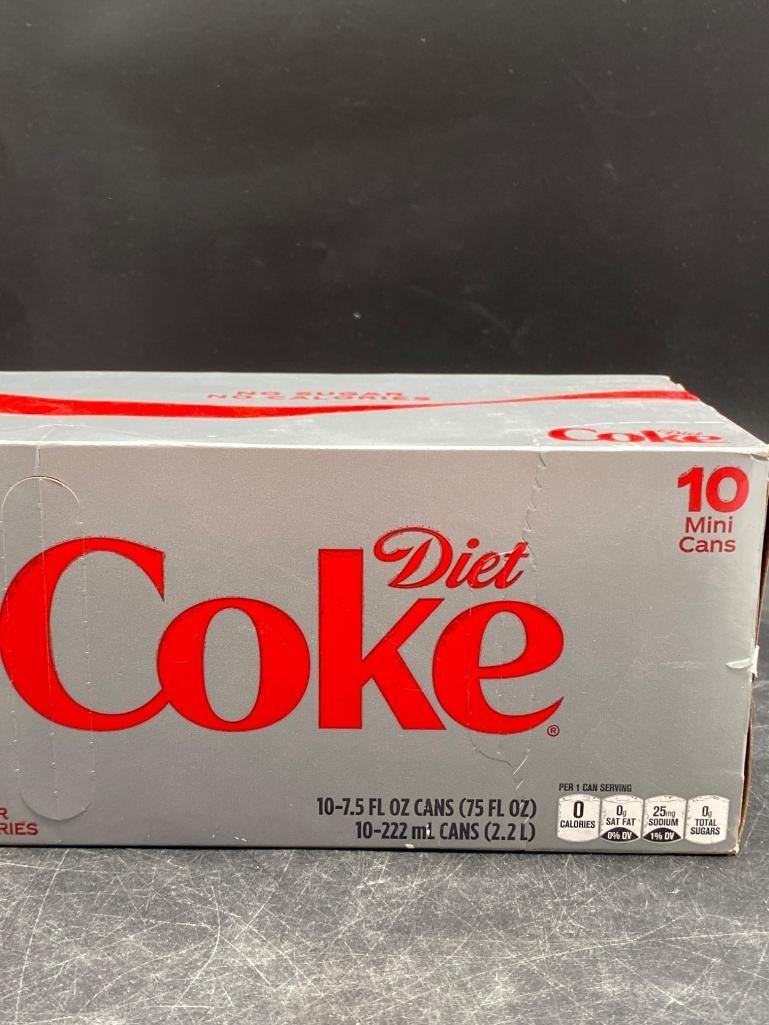 NO SUGAR
NO CALORIES
Diet
Coke
10
Mini
Cans
Diet
Coke®
10-7.5 FL OZ CANS (75 FL OZ)
10-222 mL CANS (2.2 L)
PER 1 CAN SERVING
0 CALORIES
0g SAT FAT 0% DV
25mg SODIUM 1% DV
0g TOTAL SUGARS
R
RIES